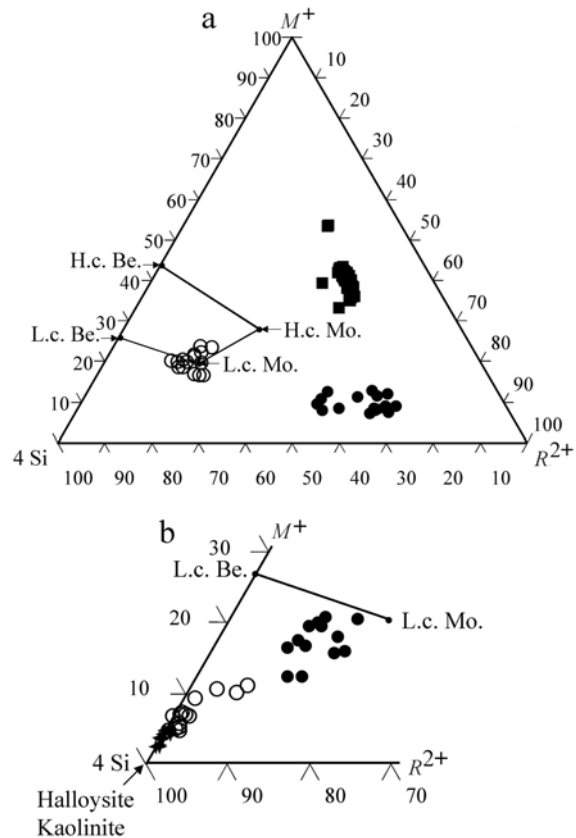 a
M+
100
10
90
20
80
30
70
40
60
50
50
H.c. Be.
40
60
30
H.c. Mo.
70
L.c. Be.
20
L.c. Mo.
80
10
90
100
4 Si
R2+
100 90 80 70 60 50 40 30 20 10
b
M+
30
L.c. Be.
20
L.c. Mo.
10
4 Si
R2+
100 90 80 70
Halloysite
Kaolinite